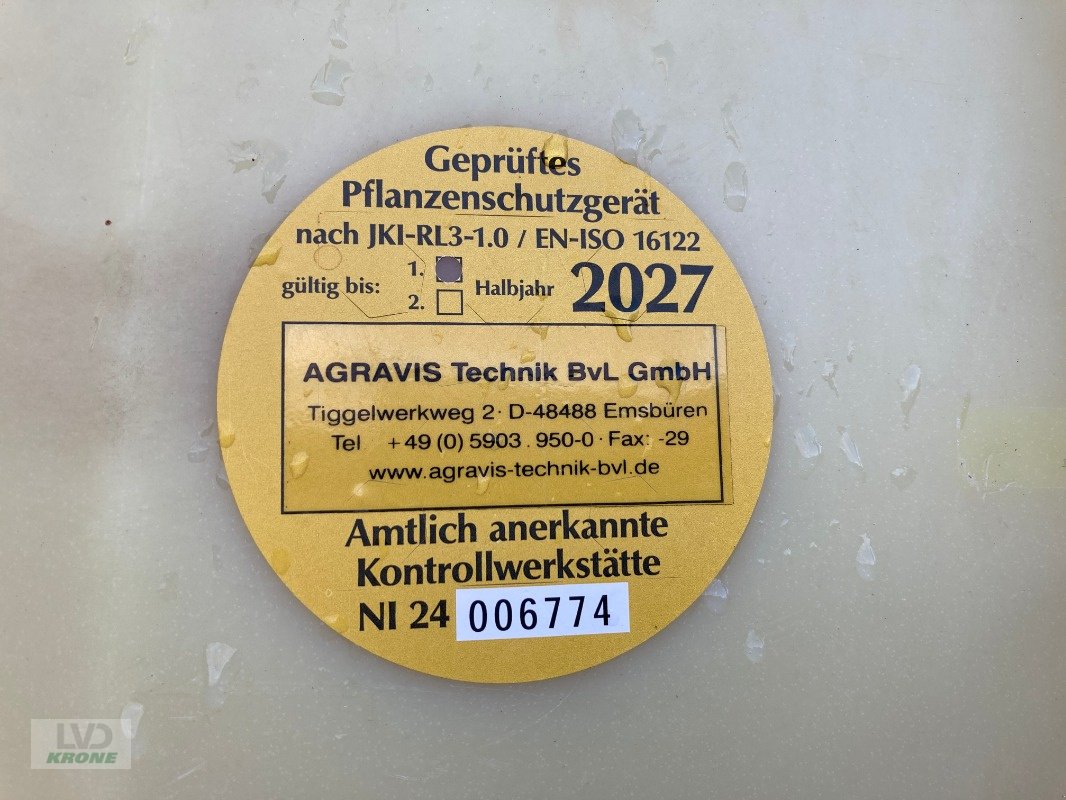 Geprüftes
Pflanzenschutzgerät
nach JKI-RL3-1.0 / EN-ISO 16122
gültig bis: 1. Halbjahr 2027
2.
AGRAVIS Technik BvL GmbH
Tiggelwerkweg 2 · D-48488 Emsbüren
Tel +49 (0) 5903 . 950-0 · Fax: -29
www.agravis-technik-bvl.de
Amtlich anerkannte
Kontrollwerkstätte
NI 24 006774
LVD
KRONE